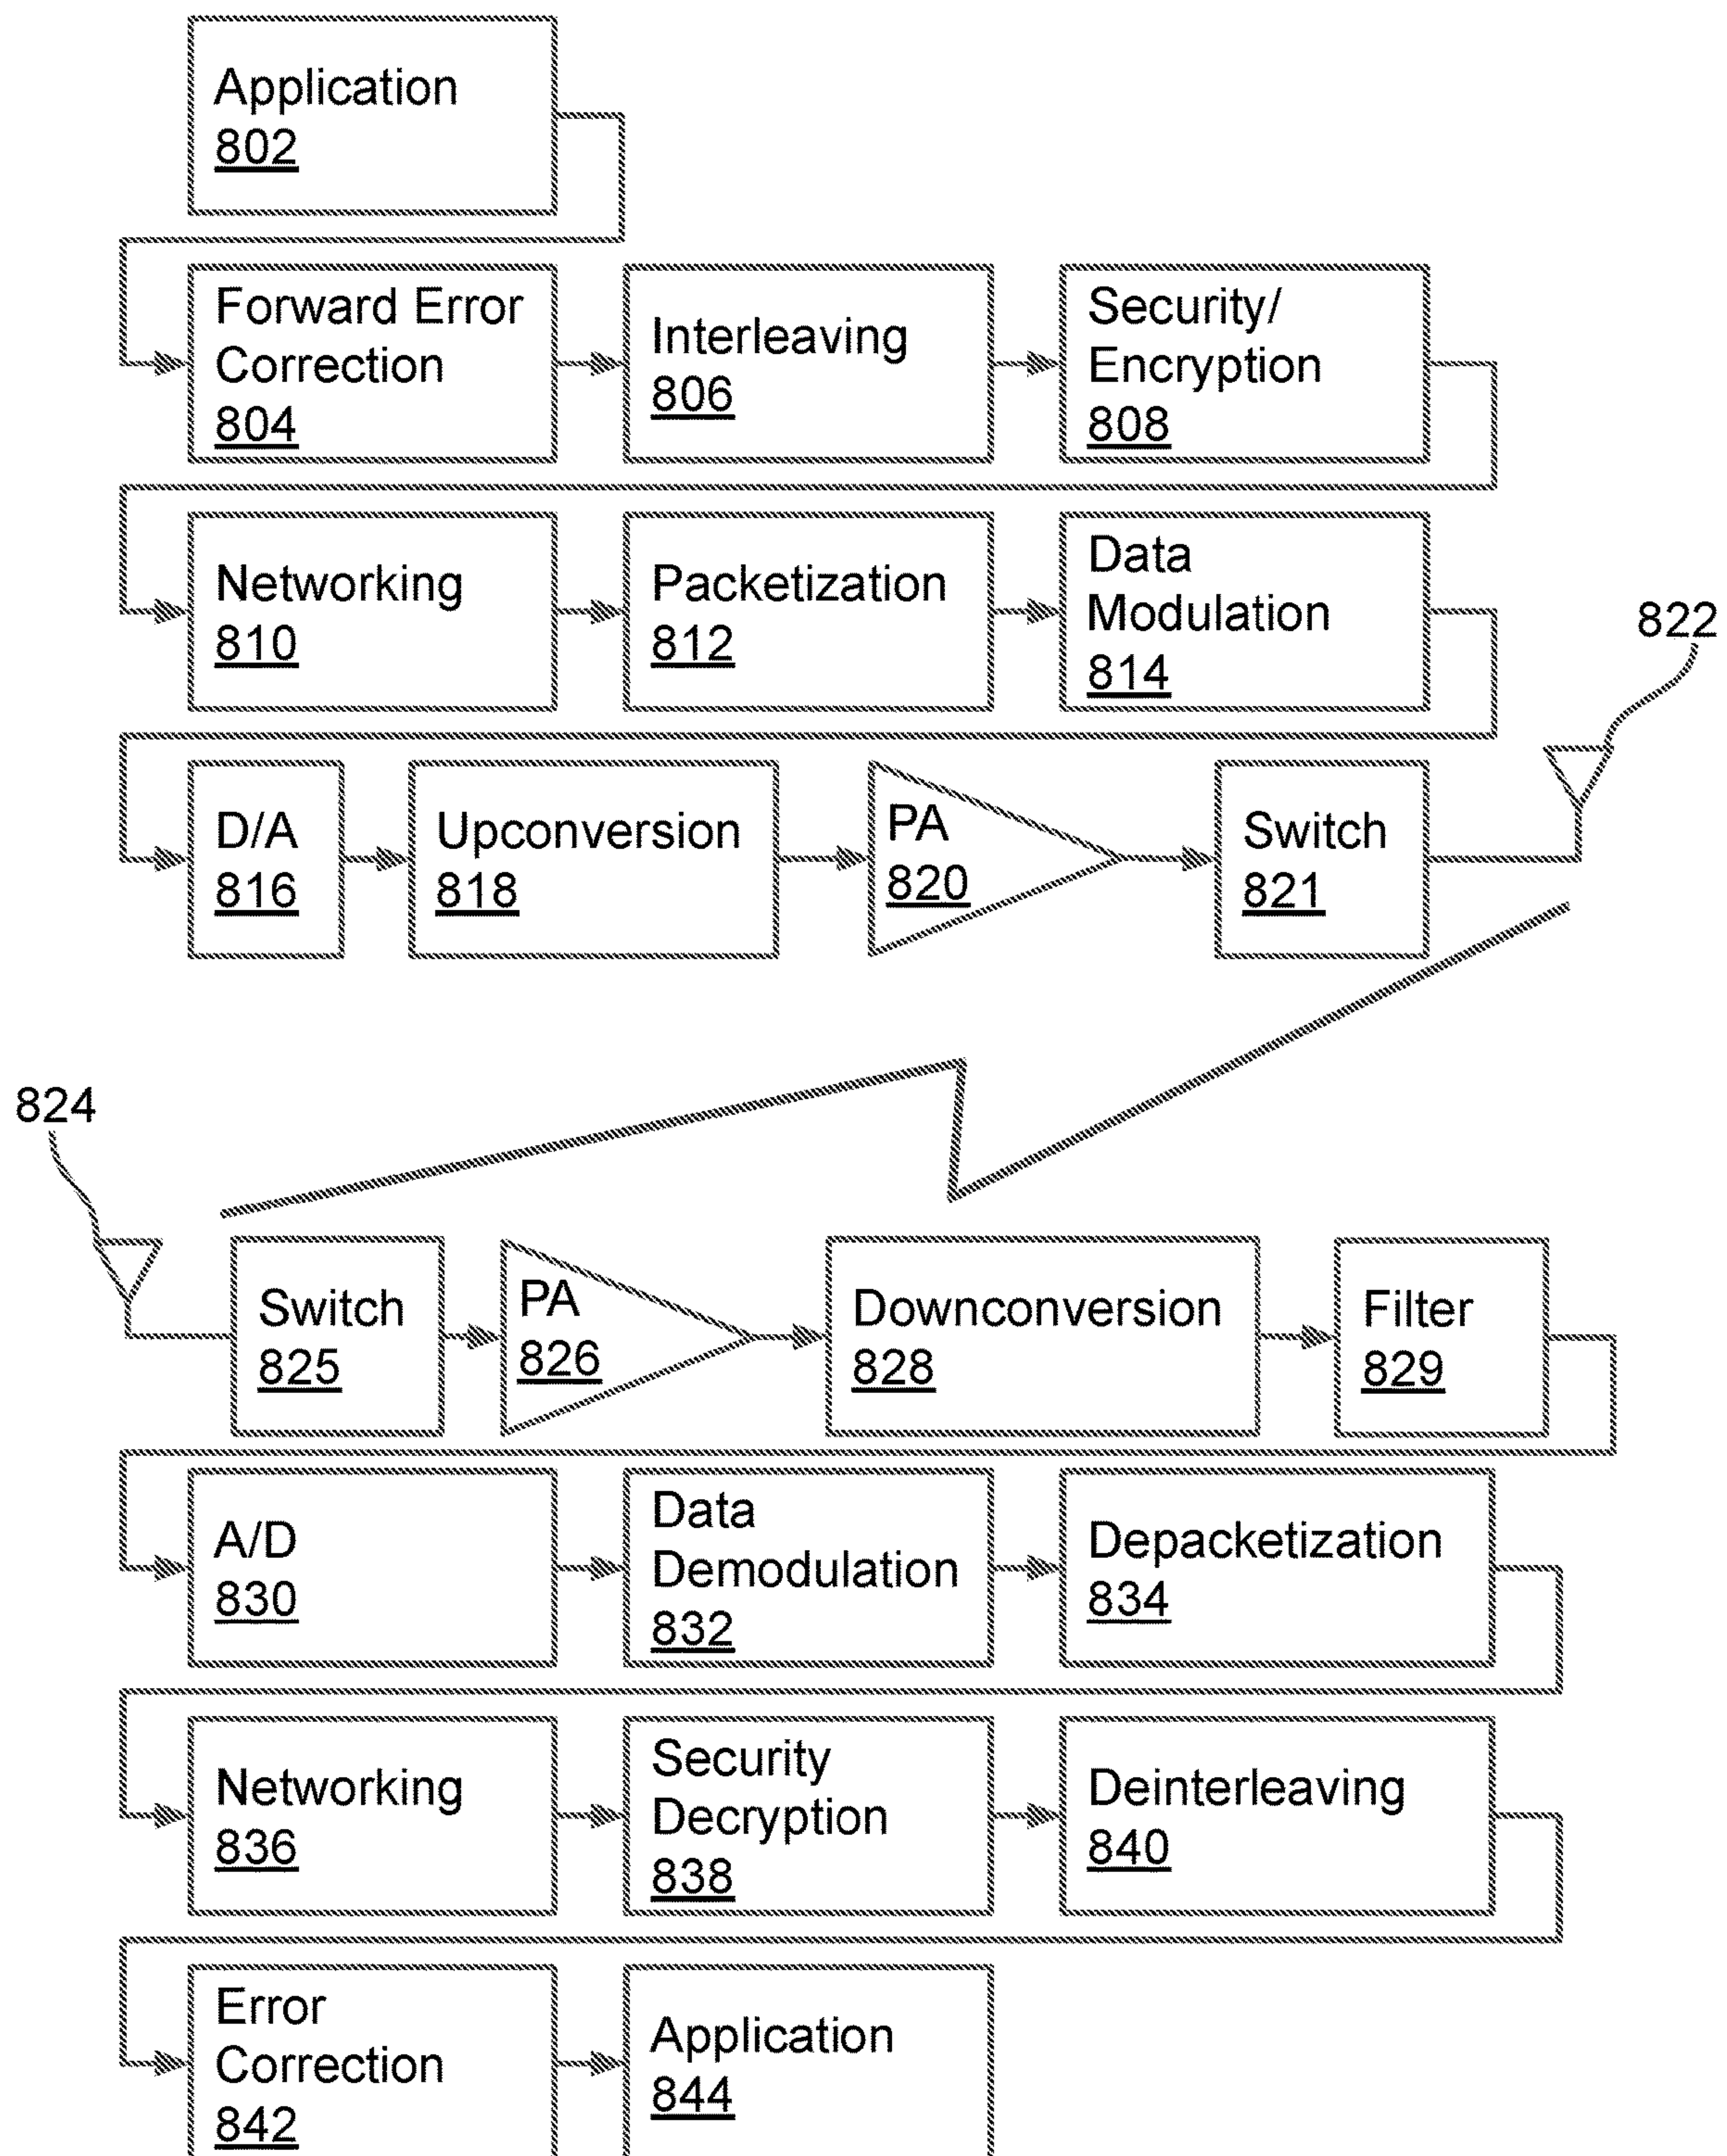 Application
802
Forward Error
Correction
804
Interleaving
806
Security/
Encryption
808
Networking
810
Packetization
812
Data
Modulation
814
822
D/A
816
Upconversion
818
PA
820
Switch
821
824
Switch
825
PA
826
Downconversion
828
Filter
829
A/D
830
Data
Demodulation
832
Depacketization
834
Networking
836
Security
Decryption
838
Deinterleaving
840
Error
Correction
842
Application
844